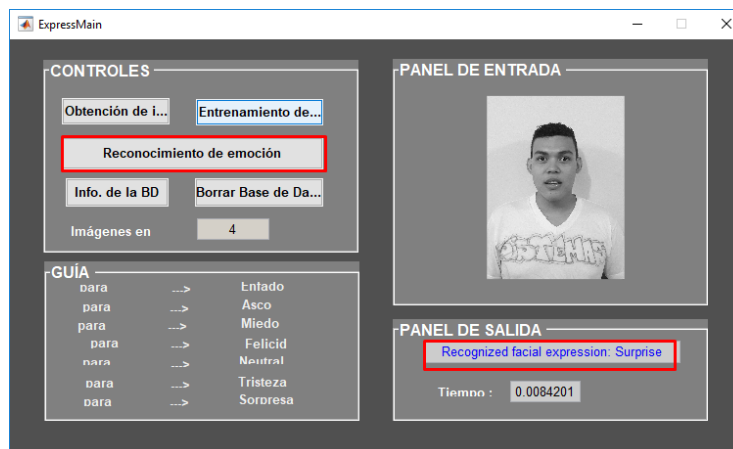 ExpressMain
CONTROLES
Obtención de i... Entrenamiento de...
Reconocimiento de emoción
Info. de la BD Borrar Base de Da...
Imágenes en 4
GUÍA
para ---> Enfado
para ---> Asco
para ---> Miedo
para ---> Felicid
para ---> Neutral
para ---> Tristeza
para ---> Sorpresa
PANEL DE ENTRADA
SISTEMAS
PANEL DE SALIDA
Recognized facial expression: Surprise
Tiempo : 0.0084201